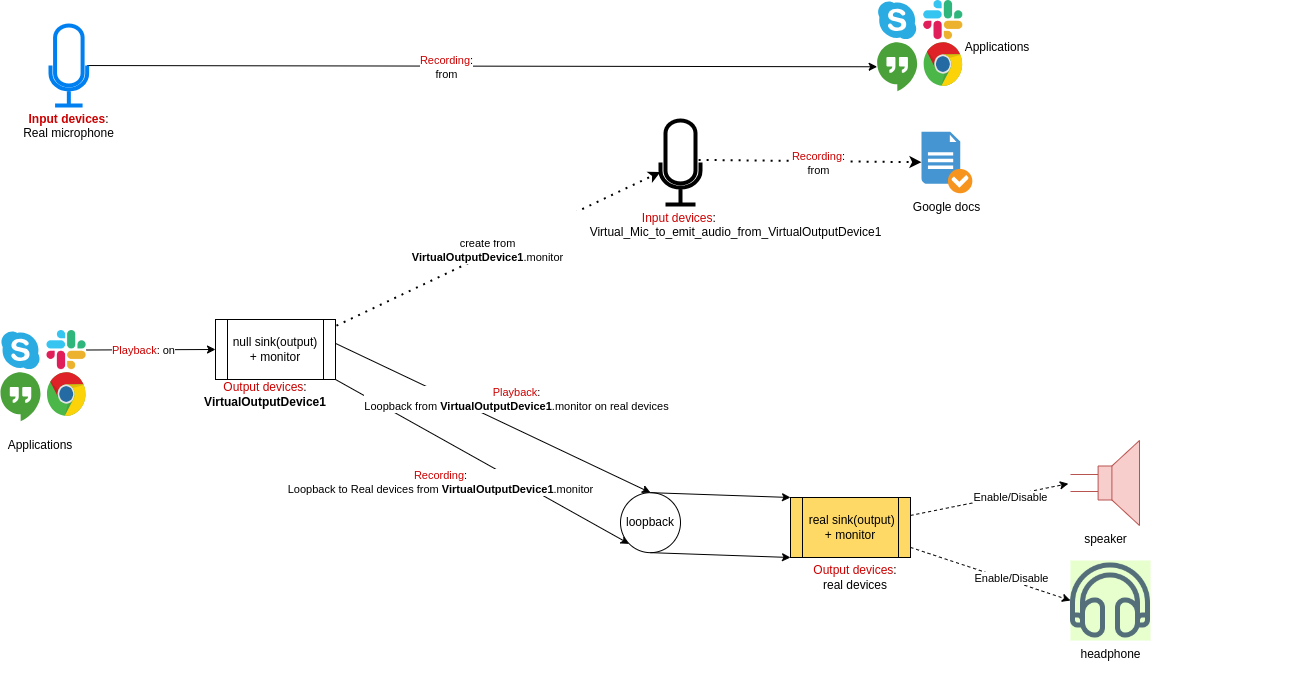 Applications
Recording:
from
Input devices:
Real microphone
Recording:
from
Google docs
Input devices:
Virtual_Mic_to_emit_audio_from_VirtualOutputDevice1
create from
VirtualOutputDevice1.monitor
Playback: on
null sink(output)
+ monitor
Output devices:
VirtualOutputDevice1
Applications
Playback:
Loopback from VirtualOutputDevice1.monitor on real devices
Recording:
Loopback to Real devices from VirtualOutputDevice1.monitor
loopback
real sink(output)
+ monitor
Output devices:
real devices
Enable/Disable
speaker
Enable/Disable
headphone